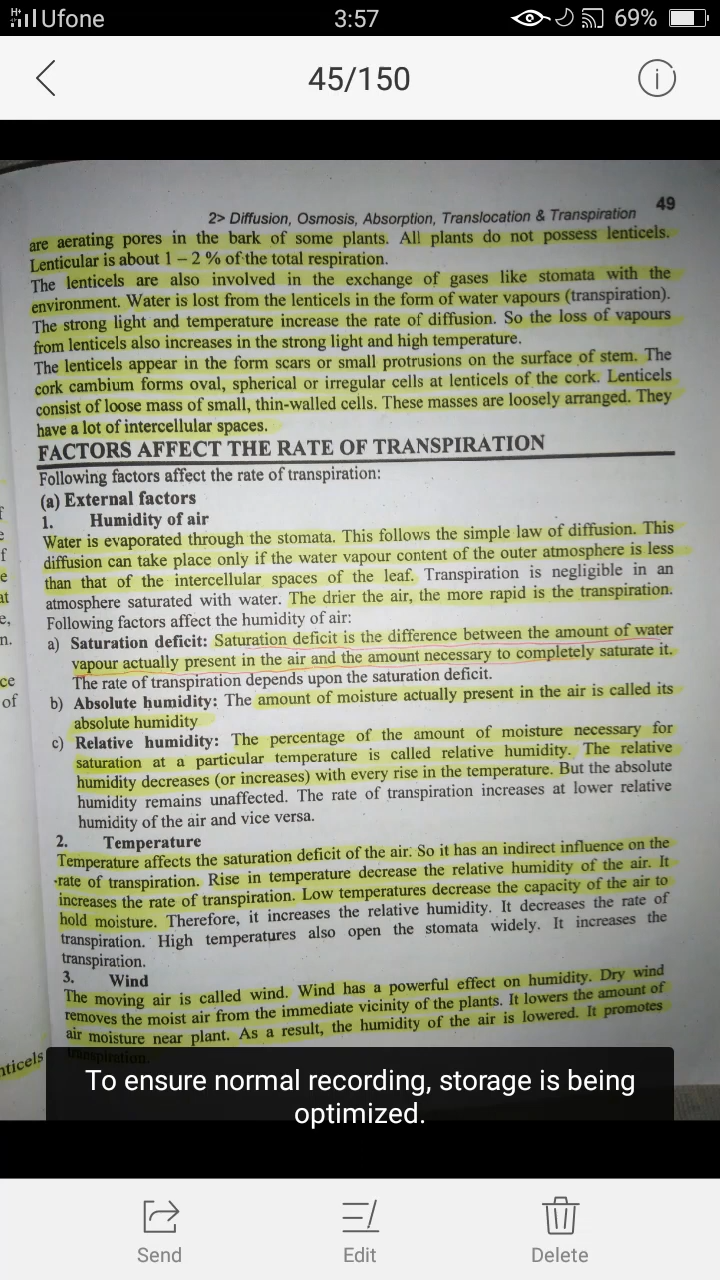 Ufone
3:57
69%
45/150
49
2> Diffusion, Osmosis, Absorption, Translocation & Transpiration
are aerating pores in the bark of some plants. All plants do not possess lenticels.
Lenticular is about 1 – 2 % of the total respiration.
The lenticels are also involved in the exchange of gases like stomata with the
environment. Water is lost from the lenticels in the form of water vapours (transpiration).
The strong light and temperature increase the rate of diffusion. So the loss of vapours
from lenticels also increases in the strong light and high temperature.
The lenticels appear in the form scars or small protrusions on the surface of stem. The
cork cambium forms oval, spherical or irregular cells at lenticels of the cork. Lenticels
consist of loose mass of small, thin-walled cells. These masses are loosely arranged. They
have a lot of intercellular spaces.
FACTORS AFFECT THE RATE OF TRANSPIRATION
Following factors affect the rate of transpiration:
(a) External factors
1. Humidity of air
Water is evaporated through the stomata. This follows the simple law of diffusion. This
diffusion can take place only if the water vapour content of the outer atmosphere is less
than that of the intercellular spaces of the leaf. Transpiration is negligible in an
atmosphere saturated with water. The drier the air, the more rapid is the transpiration.
Following factors affect the humidity of air:
a) Saturation deficit: Saturation deficit is the difference between the amount of water
vapour actually present in the air and the amount necessary to completely saturate it.
The rate of transpiration depends upon the saturation deficit.
b) Absolute humidity: The amount of moisture actually present in the air is called its
absolute humidity
c) Relative humidity: The percentage of the amount of moisture necessary for
saturation at a particular temperature is called relative humidity. The relative
humidity decreases (or increases) with every rise in the temperature. But the absolute
humidity remains unaffected. The rate of transpiration increases at lower relative
humidity of the air and vice versa.
2. Temperature
Temperature affects the saturation deficit of the air. So it has an indirect influence on the
rate of transpiration. Rise in temperature decrease the relative humidity of the air. It
increases the rate of transpiration. Low temperatures decrease the capacity of the air to
hold moisture. Therefore, it increases the relative humidity. It decreases the rate of
transpiration. High temperatures also open the stomata widely. It increases the
transpiration.
3. Wind
The moving air is called wind. Wind has a powerful effect on humidity. Dry wind
removes the moist air from the immediate vicinity of the plants. It lowers the amount of
air moisture near plant. As a result, the humidity of the air is lowered. It promotes
transpiration.
To ensure normal recording, storage is being
optimized.
Send
Edit
Delete